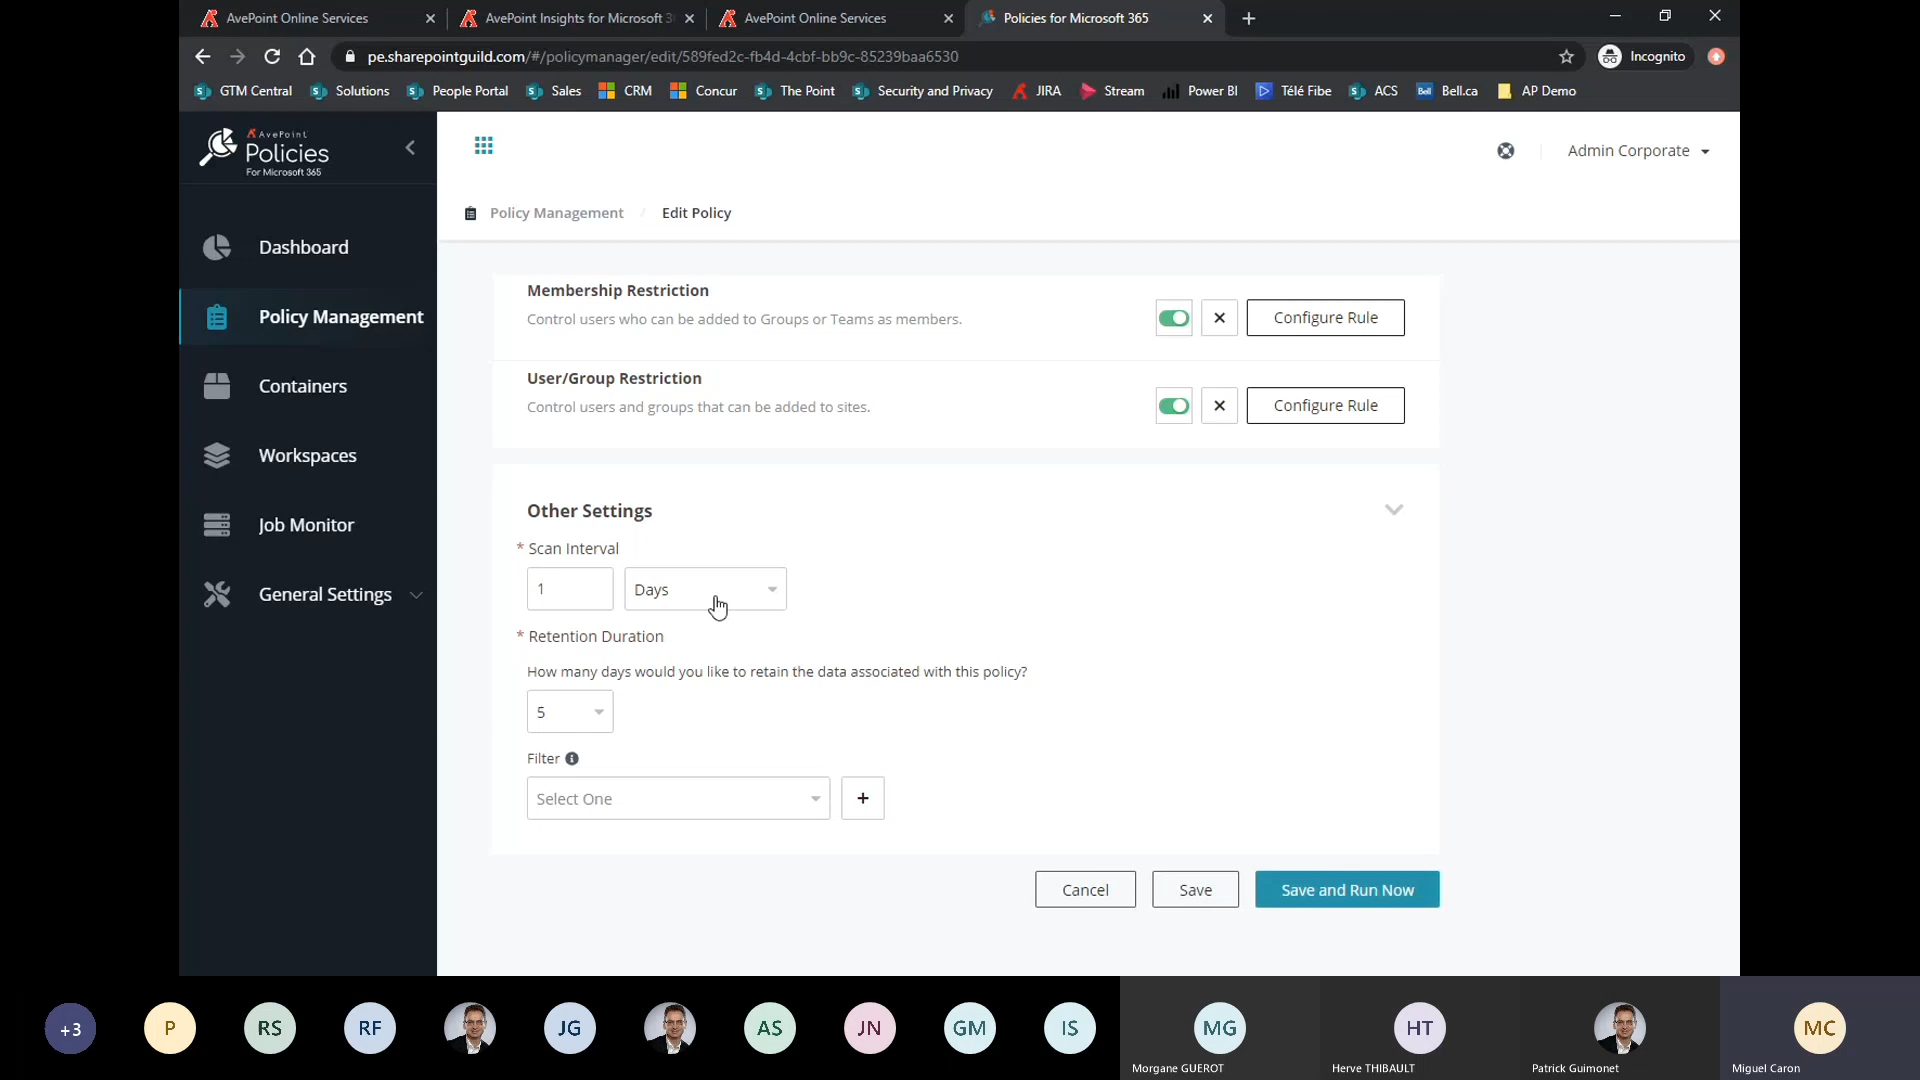 AvePoint Online Services
AvePoint Insights for Microsoft 3
AvePoint Online Services
Policies for Microsoft 365
pe.sharepointguild.com/#/policymanager/edit/589fed2c-fb4d-4cbf-bb9c-85239baa6530
Incognito
GTM Central
Solutions
People Portal
Sales
CRM
Concur
The Point
Security and Privacy
JIRA
Stream
Power BI
Télé Fibe
Bell
ACS
Bell.ca
AP Demo
AvePoint
Policies
For Microsoft 365
Admin Corporate
Policy Management / Edit Policy
Dashboard
Policy Management
Containers
Workspaces
Job Monitor
General Settings
Membership Restriction
Control users who can be added to Groups or Teams as members.
Configure Rule
User/Group Restriction
Control users and groups that can be added to sites.
Configure Rule
Other Settings
* Scan Interval
1 Days
* Retention Duration
How many days would you like to retain the data associated with this policy?
5
Filter
Select One
+
Cancel
Save
Save and Run Now
+3
P
RS
RF
JG
AS
JN
GM
IS
MG
HT
MC
Morgane GUEROT
Herve THIBAULT
Patrick Guimonet
Miguel Caron